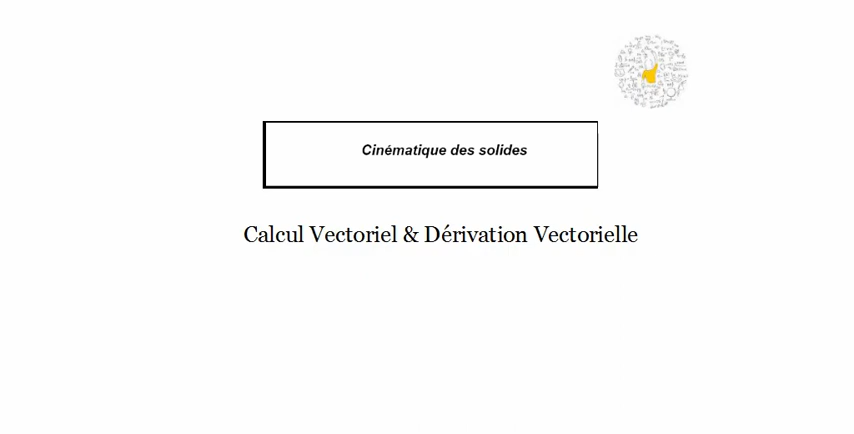 Cinématique des solides
Calcul Vectoriel & Dérivation Vectorielle